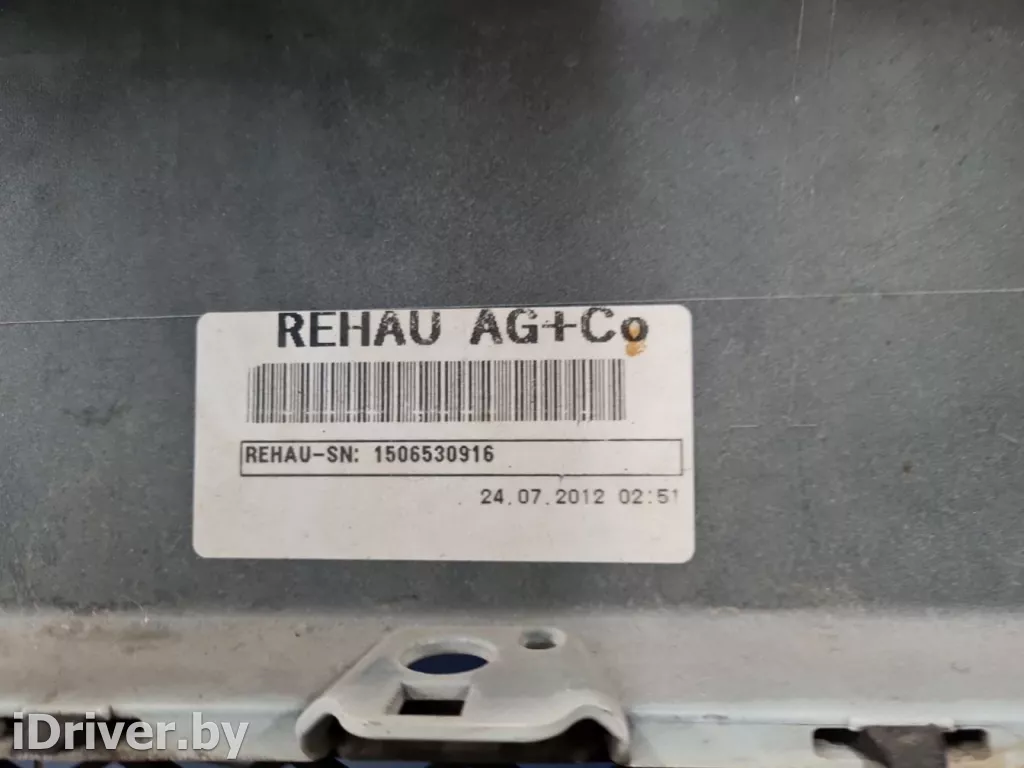 REHAU AG+Co
REHAU-SN: 1506530916
24.07.2012 02:51
iDriver.by